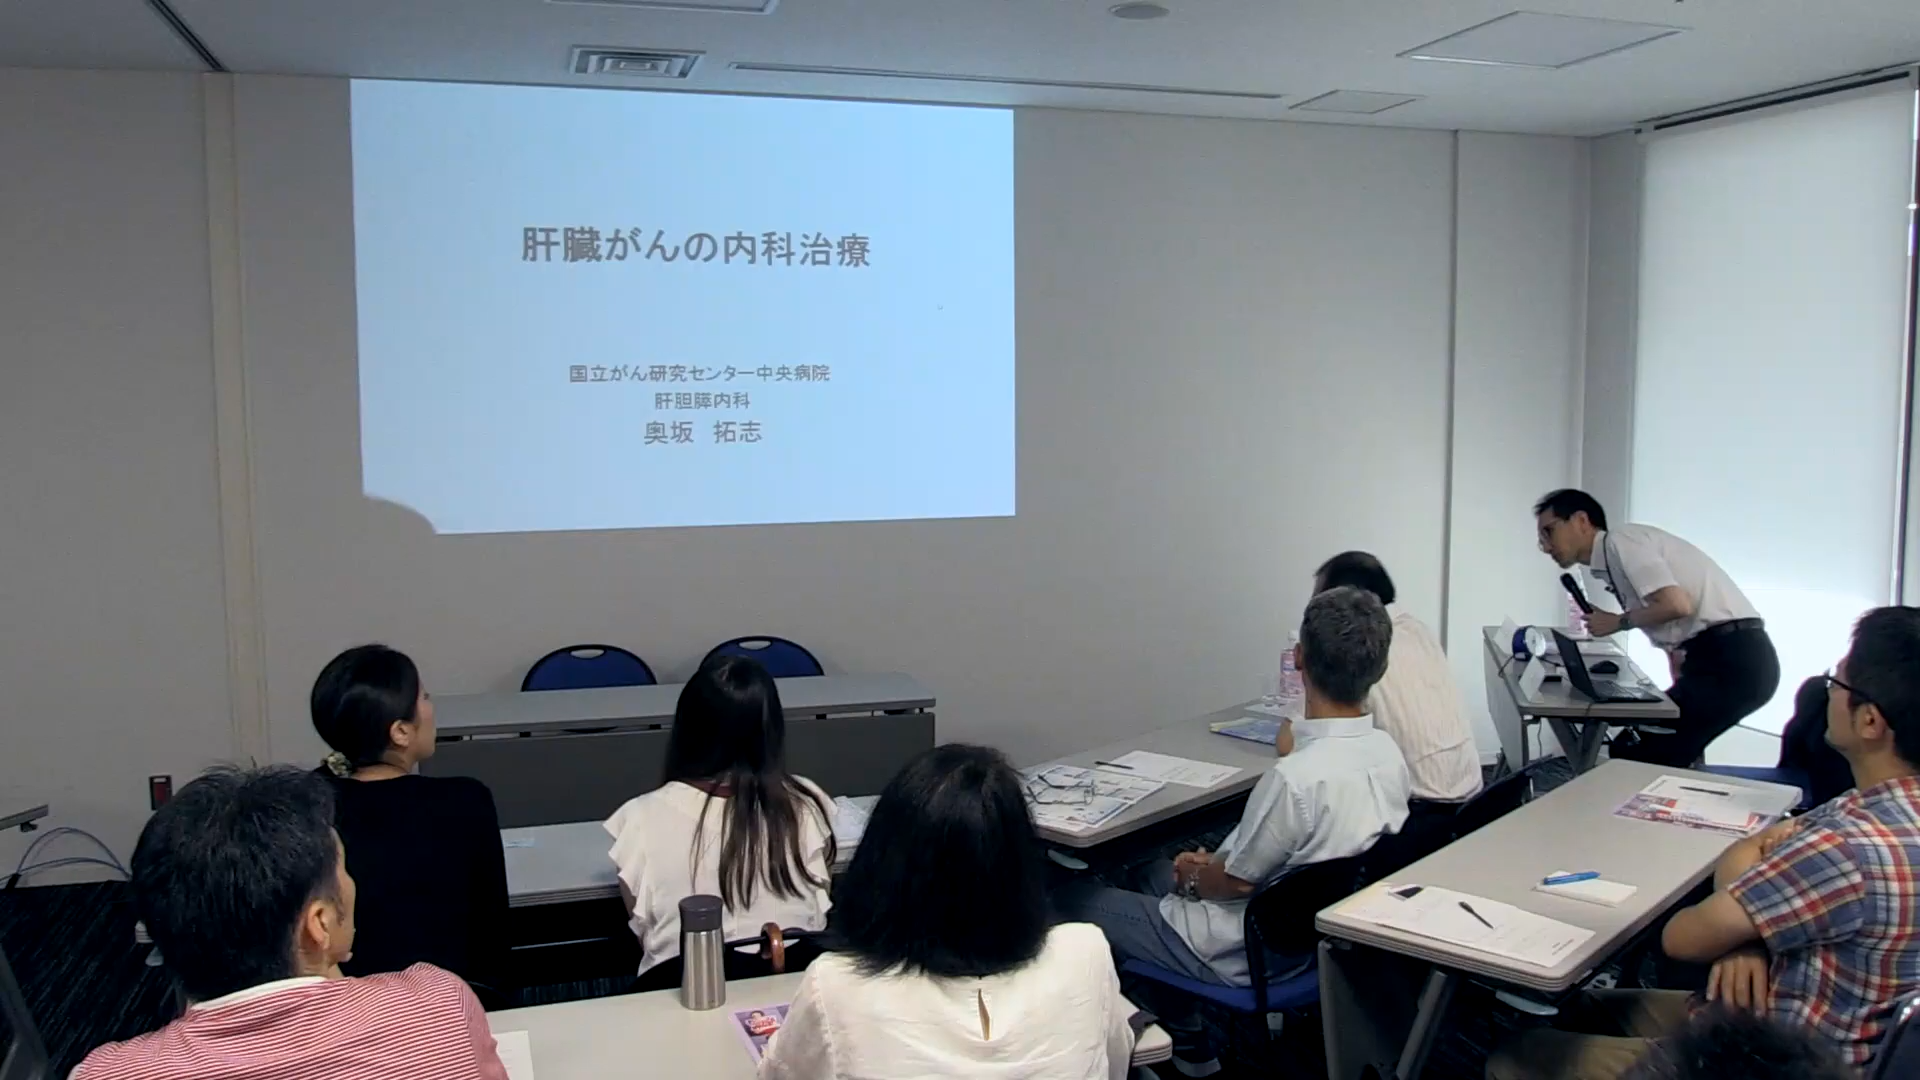 肝臓がんの内科治療
国立がん研究センター中央病院
肝胆膵内科
奥坂　拓志